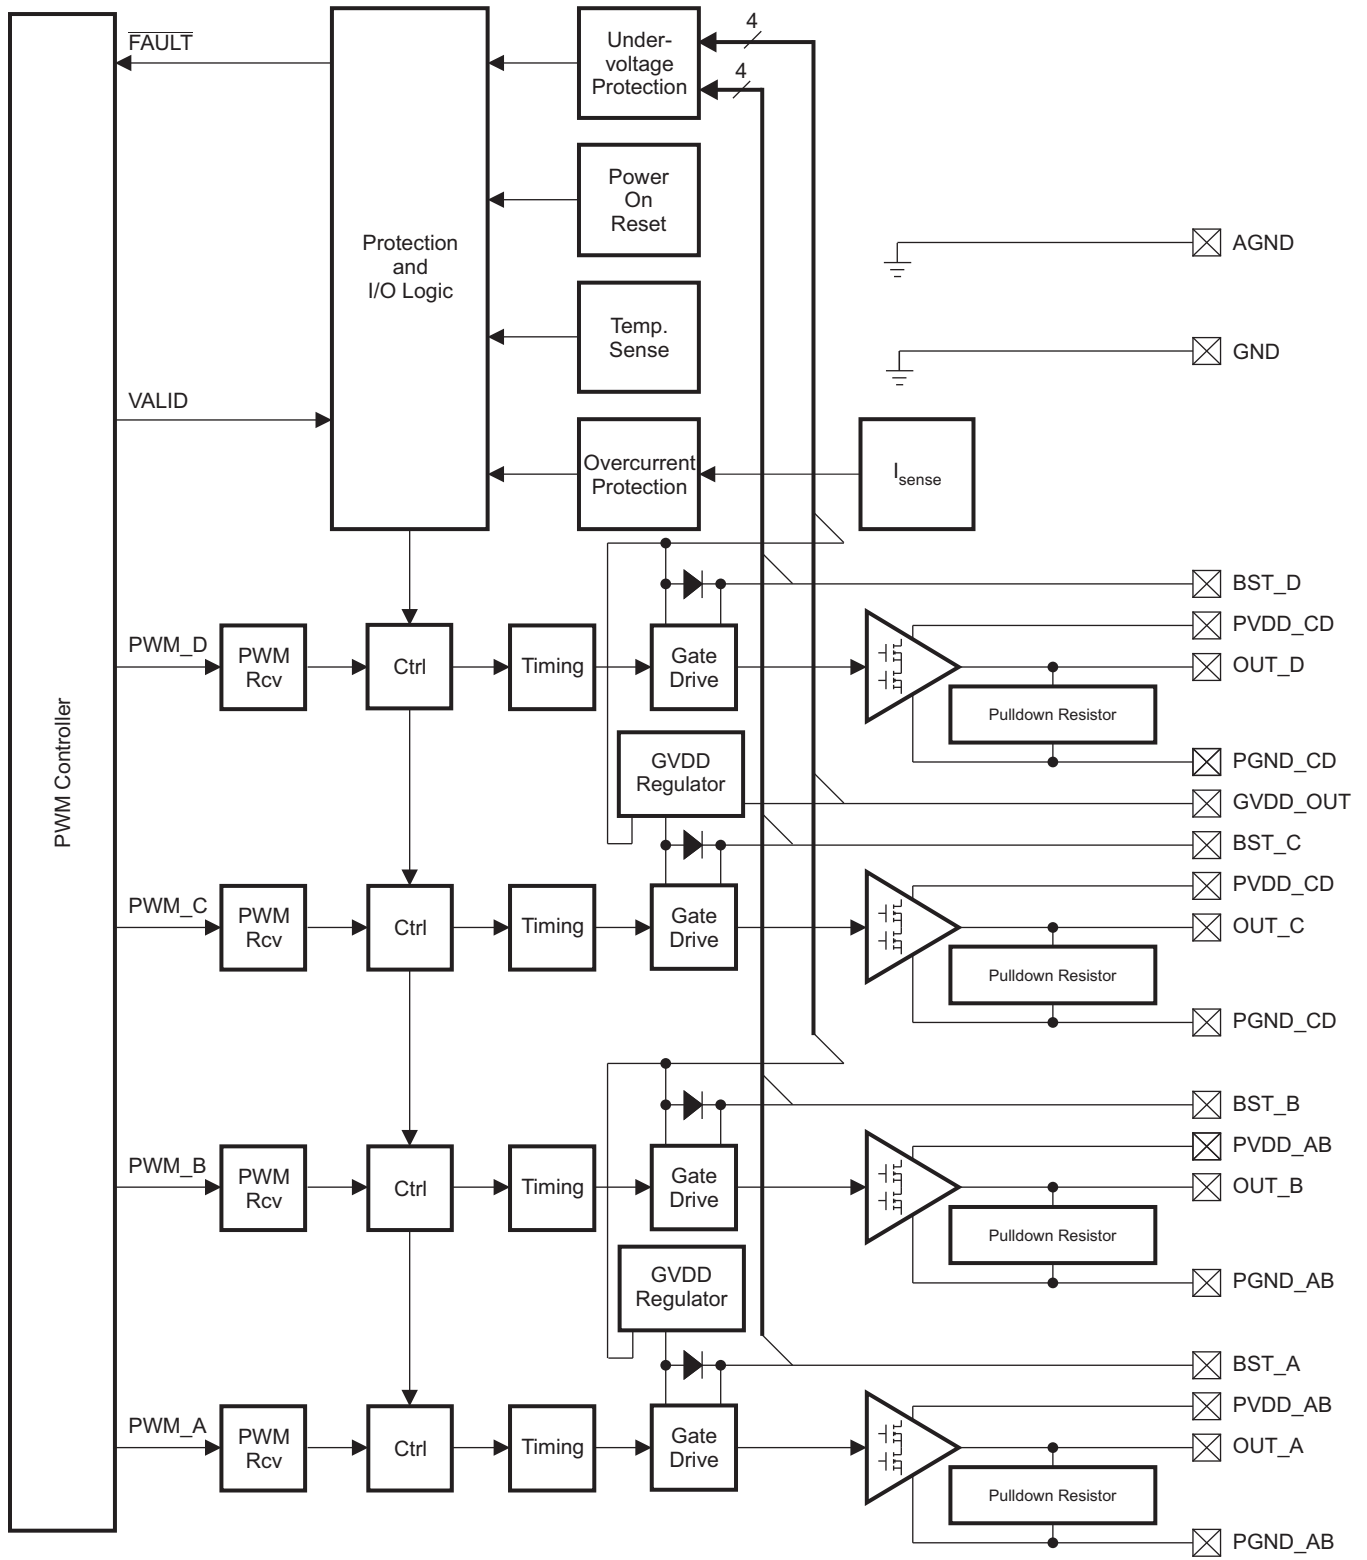 FAULT
Under-
voltage
Protection
4
4
Power
On
Reset
Protection
and
I/O Logic
AGND
Temp.
Sense
GND
VALID
Overcurrent
Protection
Isense
BST_D
PVDD_CD
PWM_D
PWM
Rcv
Ctrl
Timing
Gate
Drive
OUT_D
Pulldown Resistor
PWM Controller
GVDD
Regulator
PGND_CD
GVDD_OUT
BST_C
PVDD_CD
PWM_C
PWM
Rcv
Ctrl
Timing
Gate
Drive
OUT_C
Pulldown Resistor
PGND_CD
BST_B
PVDD_AB
PWM_B
PWM
Rcv
Ctrl
Timing
Gate
Drive
OUT_B
Pulldown Resistor
GVDD
Regulator
PGND_AB
BST_A
PVDD_AB
PWM_A
PWM
Rcv
Ctrl
Timing
Gate
Drive
OUT_A
Pulldown Resistor
PGND_AB